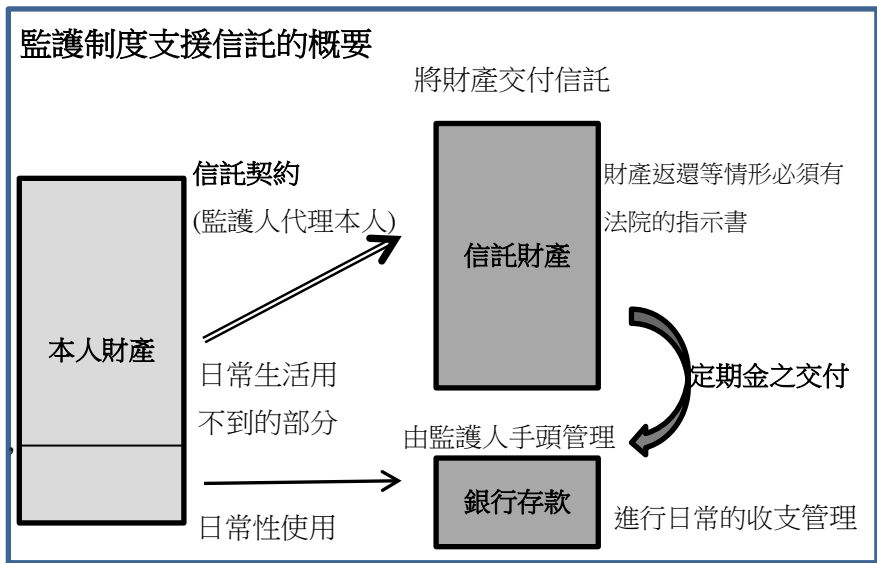 監護制度支援信託的概要
將財產交付信託
信託契約
(監護人代理本人)
財產返還等情形必須有
法院的指示書
信託財產
本人財產
日常生活用
不到的部分
定期金之交付
由監護人手頭管理
銀行存款
日常性使用
進行日常的收支管理